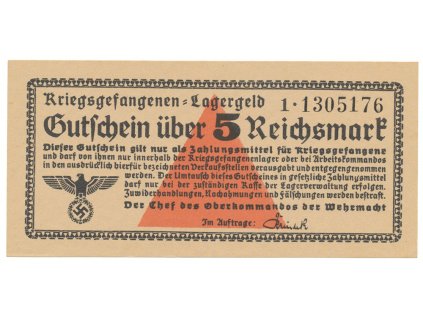 Kriegsgefangenen=Lagergeld
1·1305176
Gutschein über 5 Reichsmark
Dieser Gutschein gilt nur als Zahlungsmittel für Kriegsgefangene
und darf von ihnen nur innerhalb der Kriegsgefangenenlager oder bei Arbeitskommandos
in den ausdrücklich bezeichneten Verkaufsstellen verausgabt und entgegengenommen
werden. Der Umtausch dieses Gutscheines in gesetzliche Zahlungsmittel
darf nur bei der zuständigen Kasse der Lagerverwaltung erfolgen.
Zuwiderhandlungen, Nachahmungen und Fälschungen werden bestraft.
Der Chef des Oberkommandos der Wehrmacht
Im Auftrage: